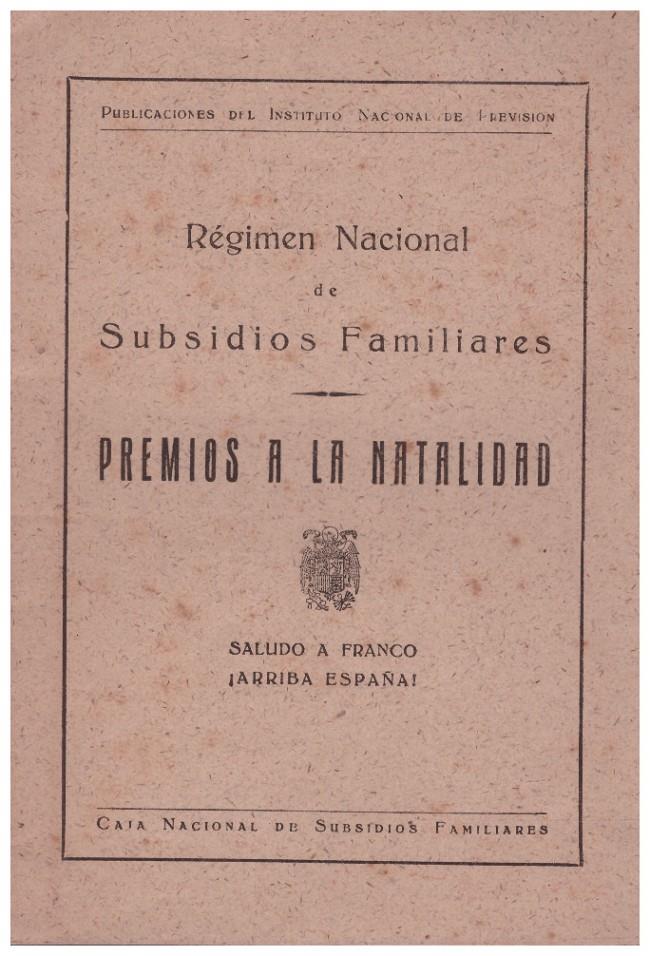 PUBLICACIONES DEL INSTITUTO NACIONAL DE PREVISION
Régimen Nacional
de
Subsidios Familiares
PREMIOS A LA NATALIDAD
SALUDO A FRANCO
¡ARRIBA ESPAÑA!
CAJA NACIONAL DE SUBSIDIOS FAMILIARES